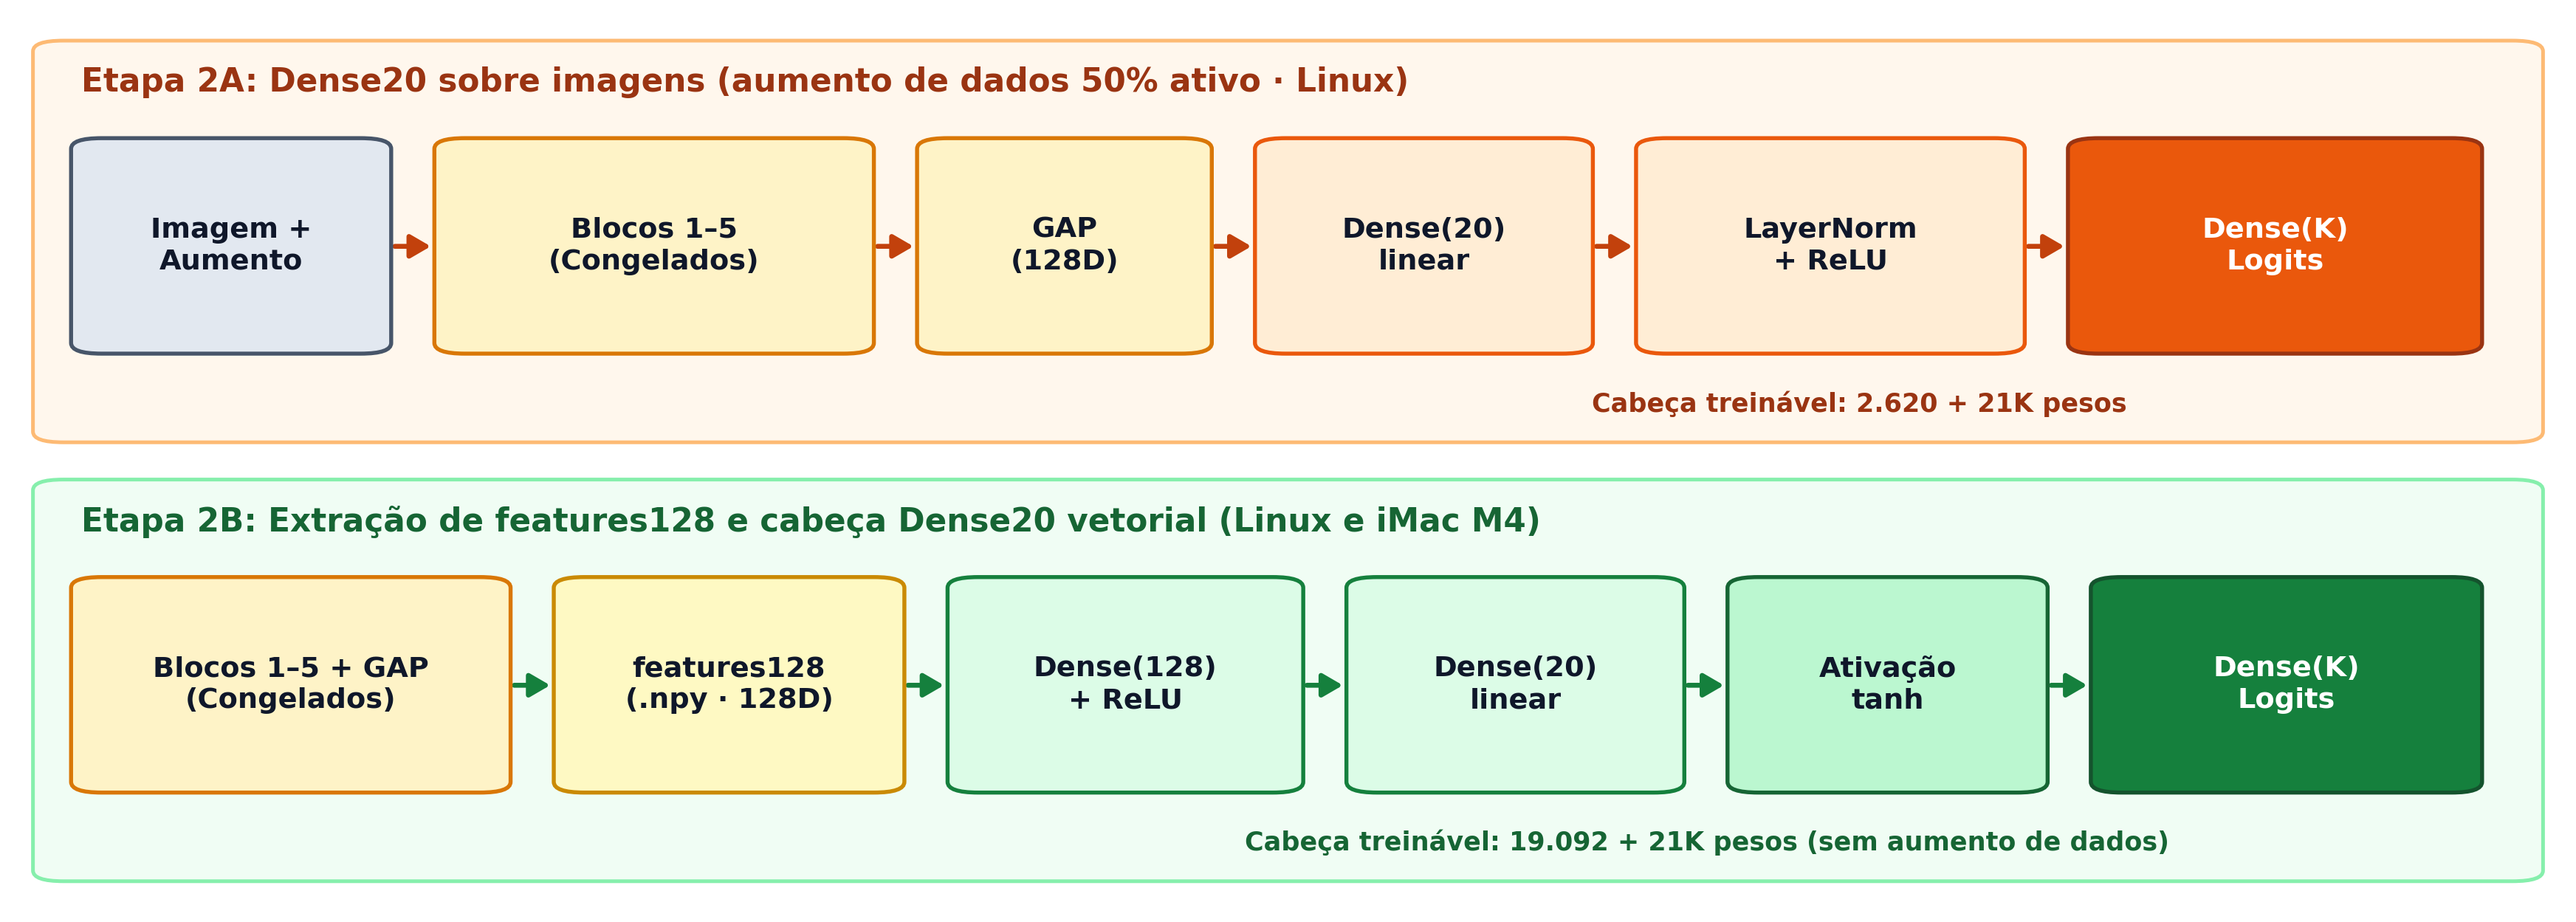 Etapa 2A: Dense20 sobre imagens (aumento de dados 50% ativo · Linux)
Imagem +
Aumento
Blocos 1–5
(Congelados)
GAP
(128D)
Dense(20)
linear
LayerNorm
+ ReLU
Dense(K)
Logits
Cabeça treinável: 2.620 + 21K pesos
Etapa 2B: Extração de features128 e cabeça Dense20 vetorial (Linux e iMac M4)
Blocos 1–5 + GAP
(Congelados)
features128
(.npy · 128D)
Dense(128)
+ ReLU
Dense(20)
linear
Ativação
tanh
Dense(K)
Logits
Cabeça treinável: 19.092 + 21K pesos (sem aumento de dados)